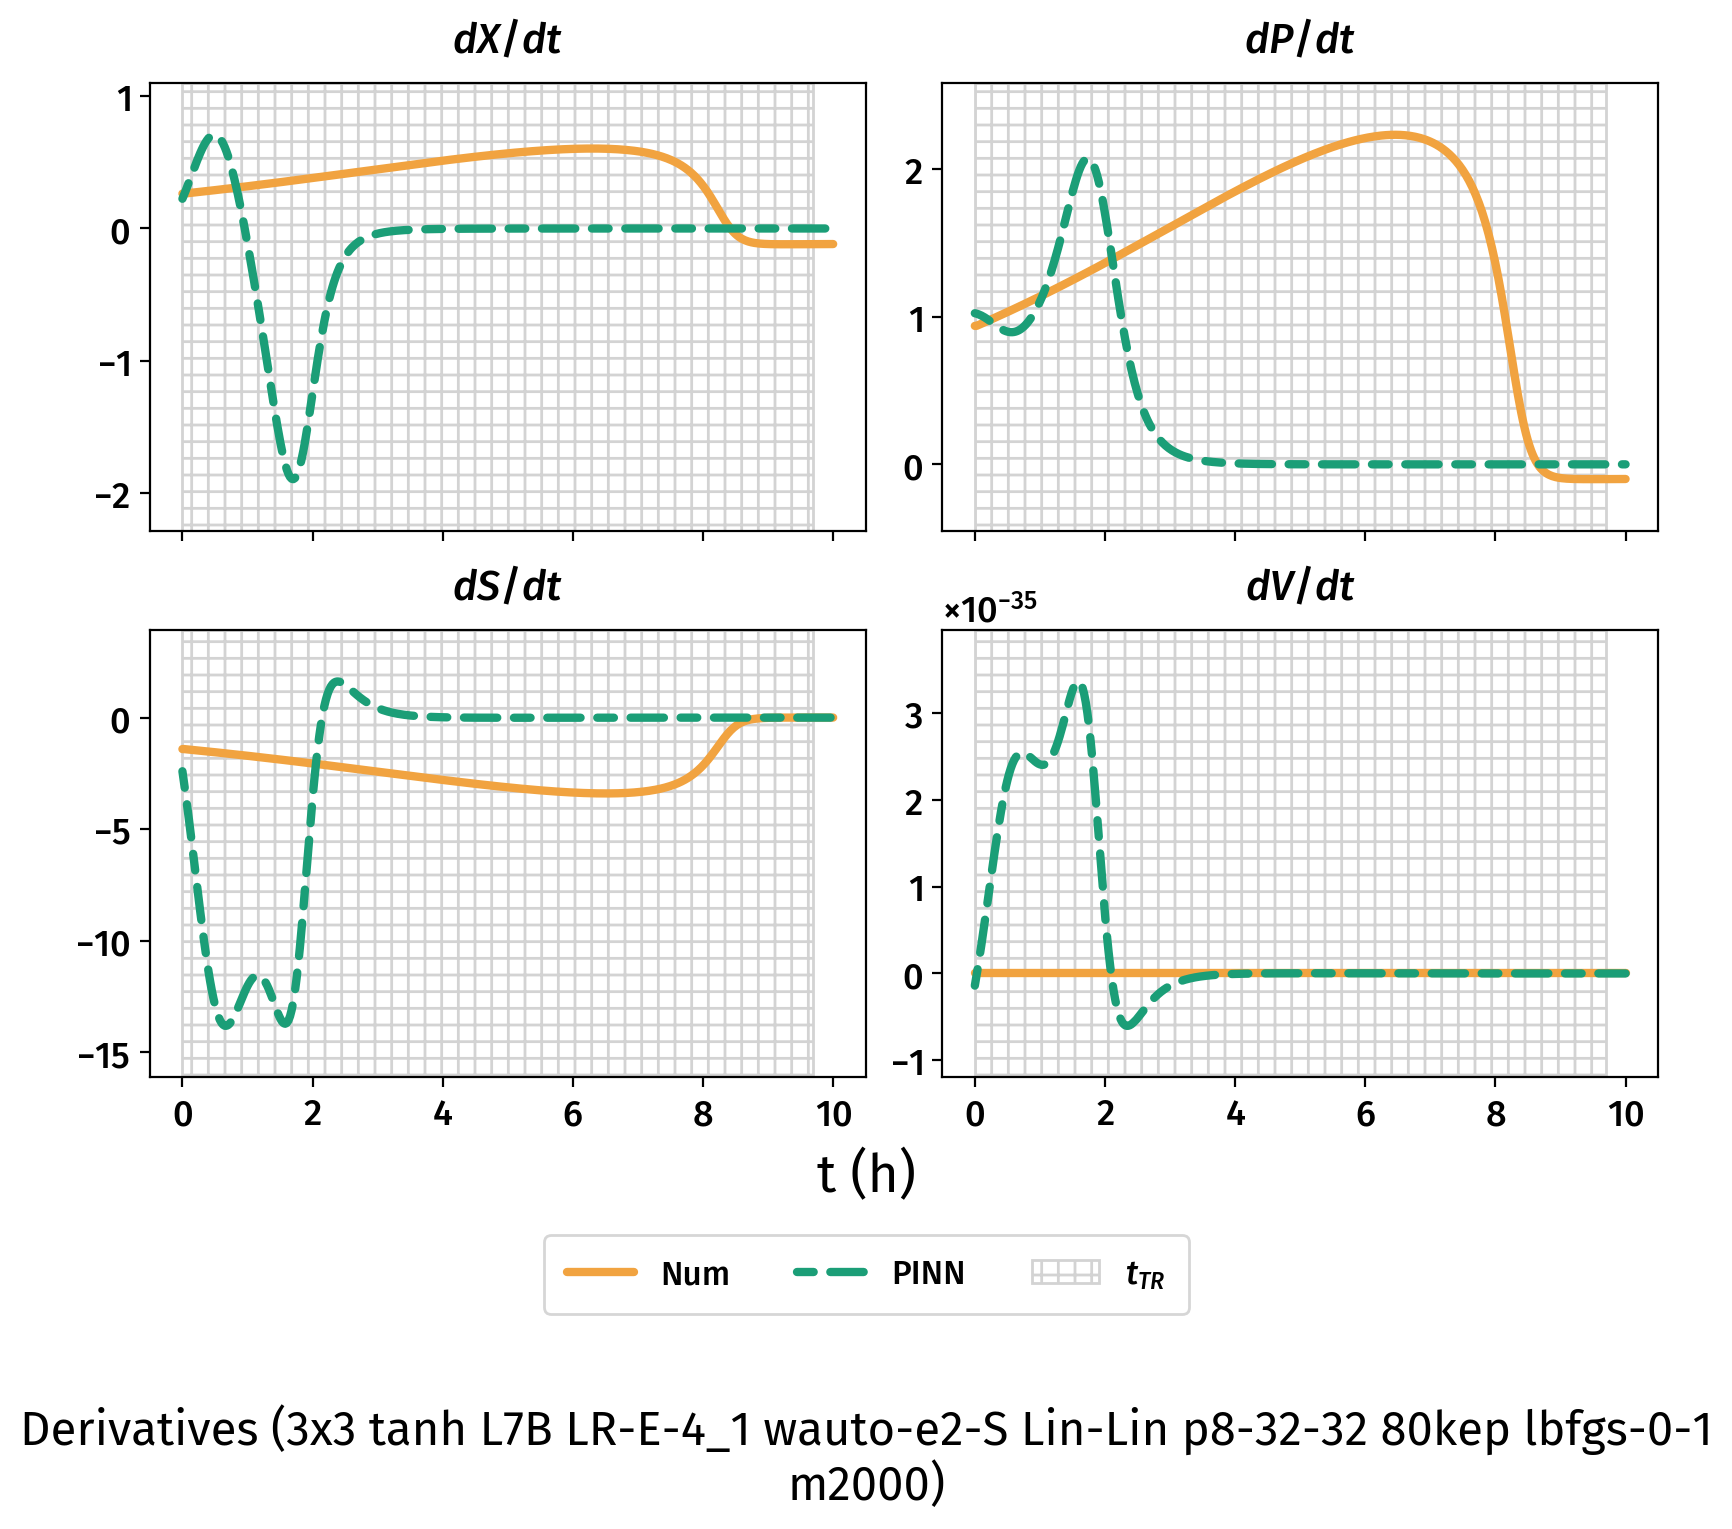 dX/dt
dP/dt
1
0
−1
−2
2
1
0
dS/dt
dV/dt
×10⁻³⁵
0
−5
−10
−15
3
2
1
0
−1
0 2 4 6 8 10
0 2 4 6 8 10
t (h)
Num PINN t_TR
Derivatives (3x3 tanh L7B LR-E-4_1 wauto-e2-S Lin-Lin p8-32-32 80kep lbfgs-0-1
m2000)